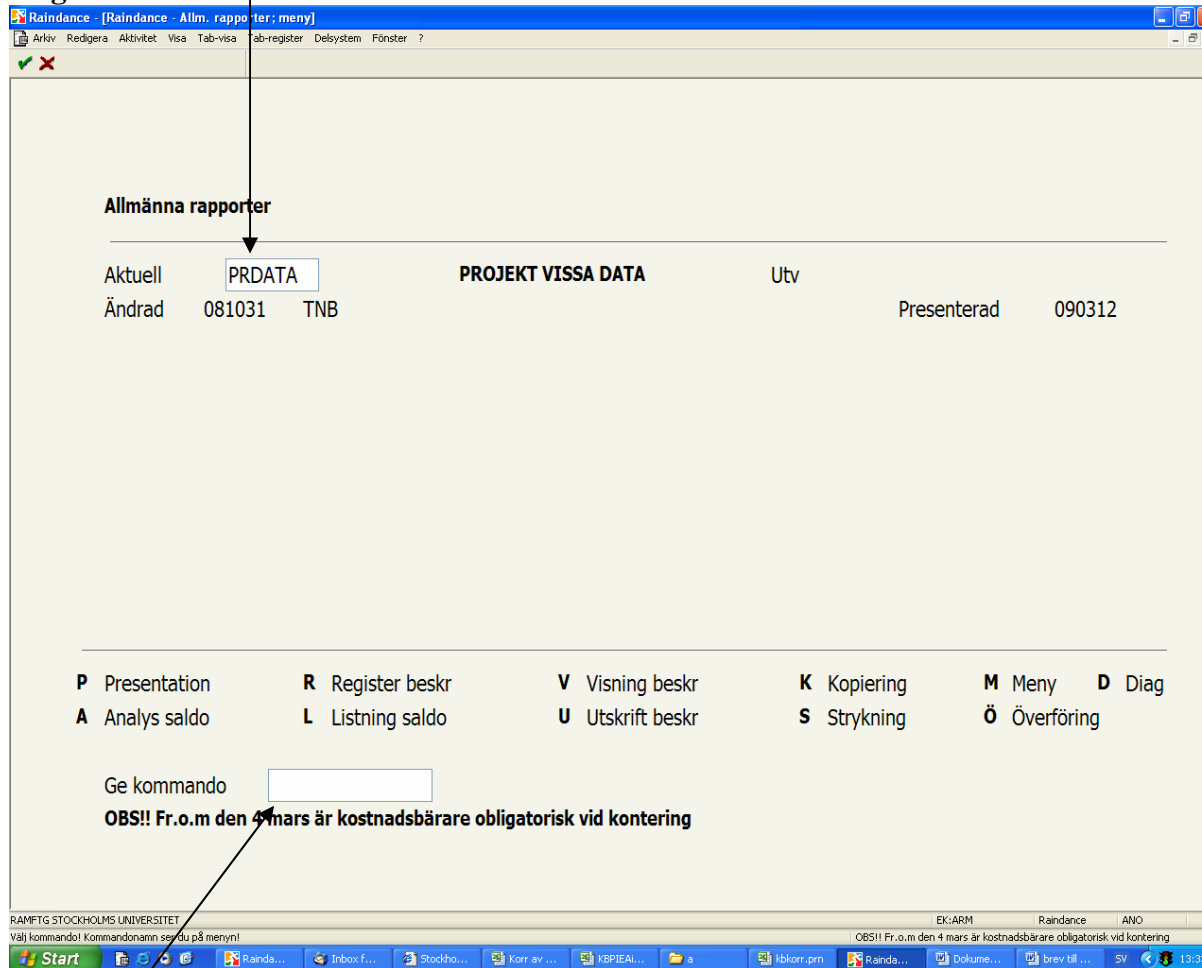 Raindance - [Raindance - Allm. rapporter; meny]
Arkiv Redigera Aktivitet Visa Tab-visa Tab-register Delsystem Fönster ?
Allmänna rapporter
Aktuell PRDATA PROJEKT VISSA DATA Utv
Ändrad 081031 TNB Presenterad 090312
P Presentation R Register beskr V Visning beskr K Kopiering M Meny D Diag
A Analys saldo L Listning saldo U Utskrift beskr S Strykning Ö Överföring
Ge kommando
OBS!! Fr.o.m den 4 mars är kostnadsbärare obligatorisk vid kontering
RAMFTG STOCKHOLMS UNIVERSITET EK:ARM Raindance ANO
Välj kommando! Kommandonamn ser du på menyn! OBS!! Fr.o.m den 4 mars är kostnadsbärare obligatorisk vid kontering
Start Rainda... Inbox f... Stockho... Korr av ... KBPIEAi... a kbkorr.prn Rainda... Dokume... brev till ... SV